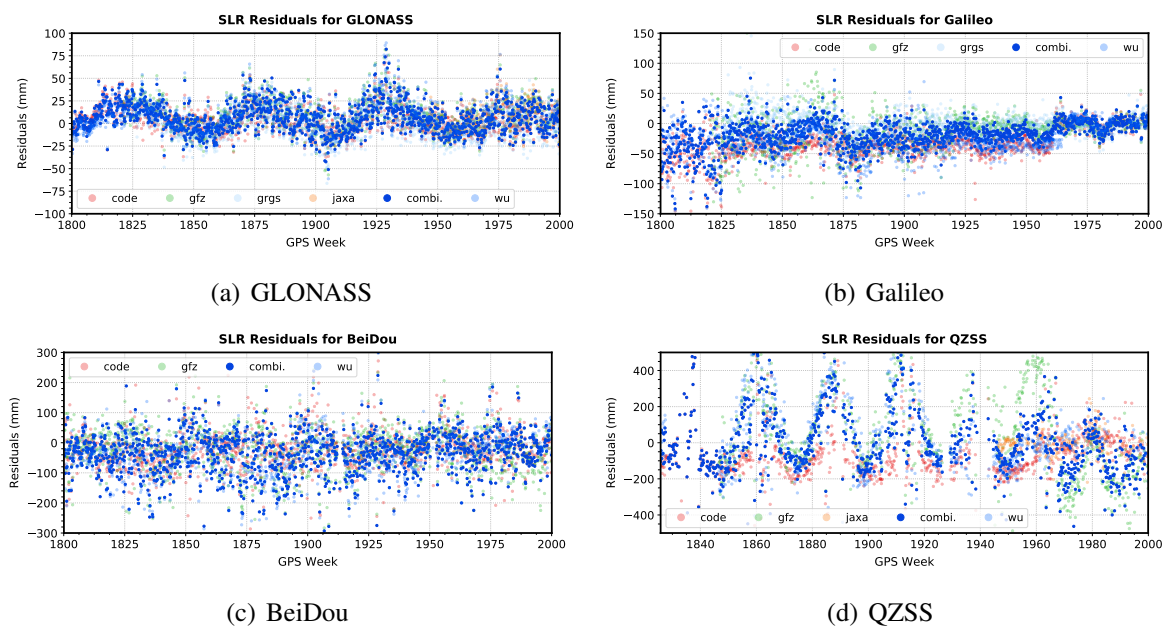 SLR Residuals for GLONASS
100
75
50
25
0
−25
−50
−75
−100
Residuals (mm)
code gfz grgs jaxa combi. wu
1800 1825 1850 1875 1900 1925 1950 1975 2000
GPS Week
(a) GLONASS
SLR Residuals for Galileo
150
100
50
0
−50
−100
−150
Residuals (mm)
code gfz grgs combi. wu
1800 1825 1850 1875 1900 1925 1950 1975 2000
GPS Week
(b) Galileo
SLR Residuals for BeiDou
300
200
100
0
−100
−200
−300
Residuals (mm)
code gfz combi. wu
1800 1825 1850 1875 1900 1925 1950 1975 2000
GPS Week
(c) BeiDou
SLR Residuals for QZSS
400
200
0
−200
−400
Residuals (mm)
code gfz jaxa combi. wu
1840 1860 1880 1900 1920 1940 1960 1980 2000
GPS Week
(d) QZSS